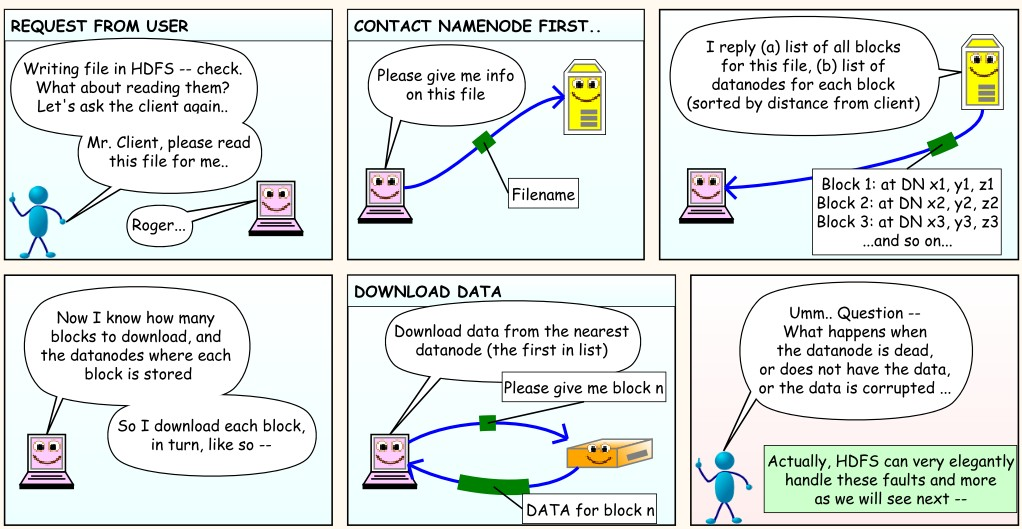 REQUEST FROM USER
Writing file in HDFS -- check.
What about reading them?
Let's ask the client again..
Mr. Client, please read
this file for me..
Roger...
CONTACT NAMENODE FIRST..
Please give me info
on this file
Filename
I reply (a) list of all blocks
for this file, (b) list of
datanodes for each block
(sorted by distance from client)
Block 1: at DN x1, y1, z1
Block 2: at DN x2, y2, z2
Block 3: at DN x3, y3, z3
...and so on...
Now I know how many
blocks to download, and
the datanodes where each
block is stored
So I download each block,
in turn, like so --
DOWNLOAD DATA
Download data from the nearest
datanode (the first in list)
Please give me block n
DATA for block n
Umm.. Question --
What happens when
the datanode is dead,
or does not have the data,
or the data is corrupted ...
Actually, HDFS can very elegantly
handle these faults and more
as we will see next --